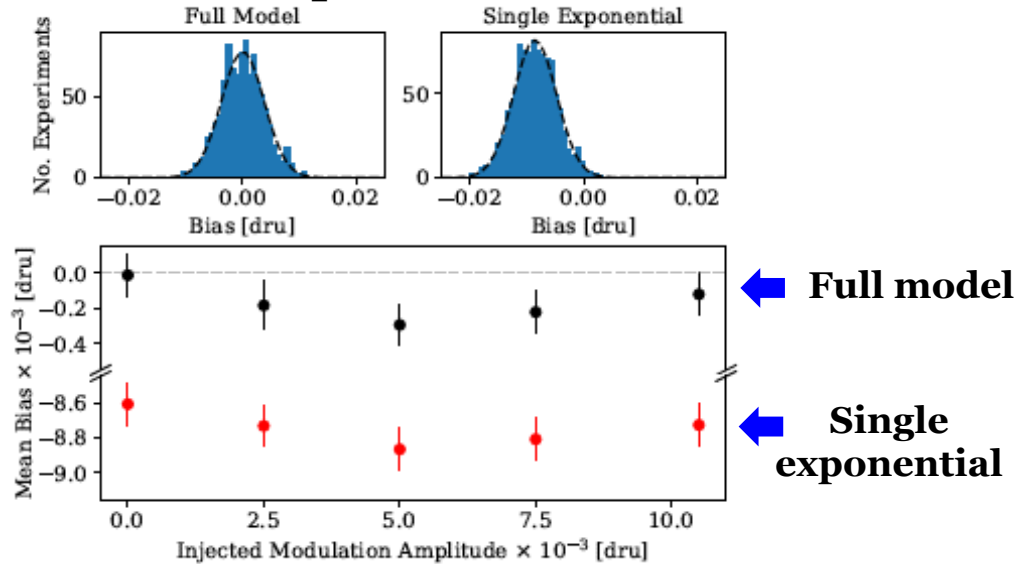 Full Model
Single Exponential
No. Experiments
50
0
50
0
−0.02 0.00 0.02
−0.02 0.00 0.02
Bias [dru]
Bias [dru]
Mean Bias × 10⁻³ [dru]
0.0
−0.2
−0.4
−8.6
−8.8
−9.0
0.0 2.5 5.0 7.5 10.0
Injected Modulation Amplitude × 10⁻³ [dru]
Full model
Single
exponential